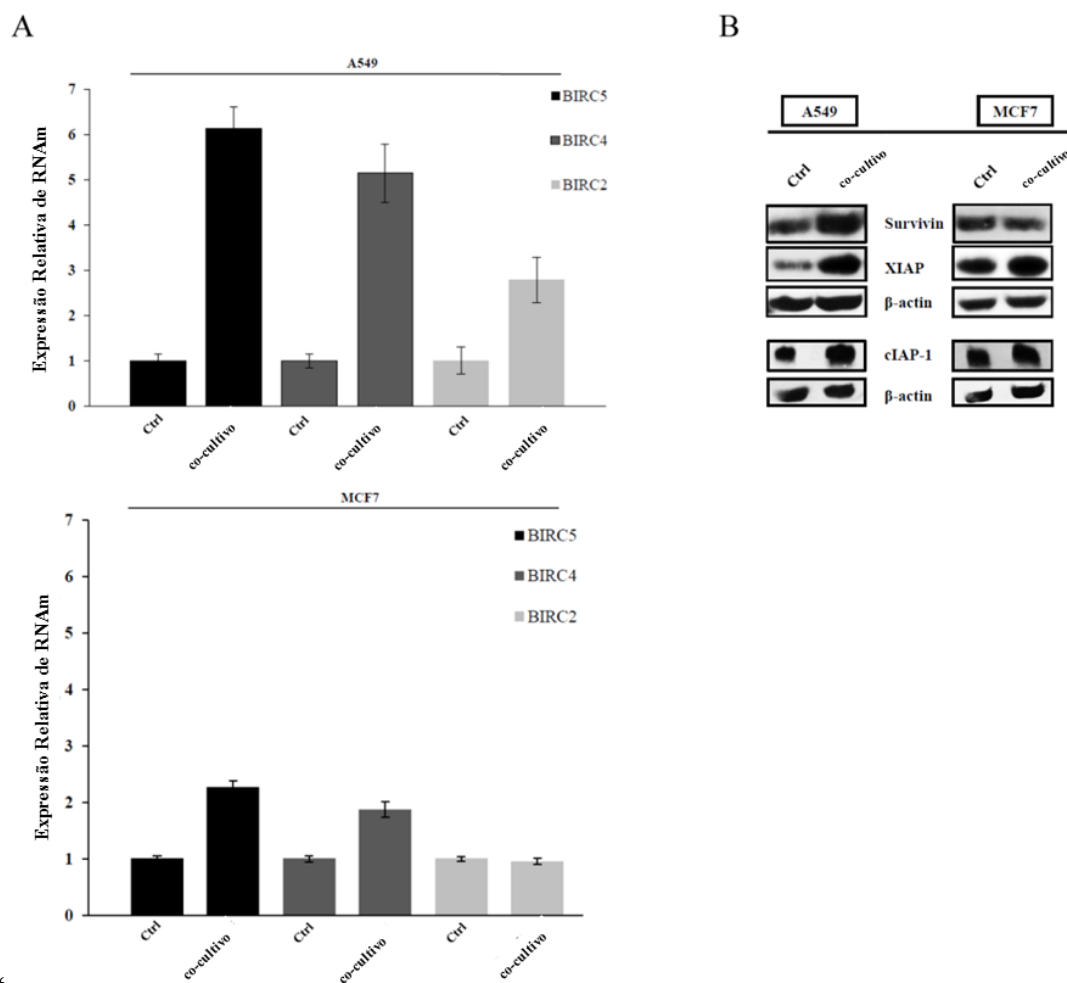 A
A549
Expressão Relativa de RNAm
7
6
5
4
3
2
1
0
BIRC5
BIRC4
BIRC2
Ctrl
co-cultivo
Ctrl
co-cultivo
Ctrl
co-cultivo
MCF7
Expressão Relativa de RNAm
7
6
5
4
3
2
1
0
BIRC5
BIRC4
BIRC2
Ctrl
co-cultivo
Ctrl
co-cultivo
Ctrl
co-cultivo
B
A549
MCF7
Ctrl
co-cultivo
Ctrl
co-cultivo
Survivin
XIAP
β-actin
cIAP-1
β-actin